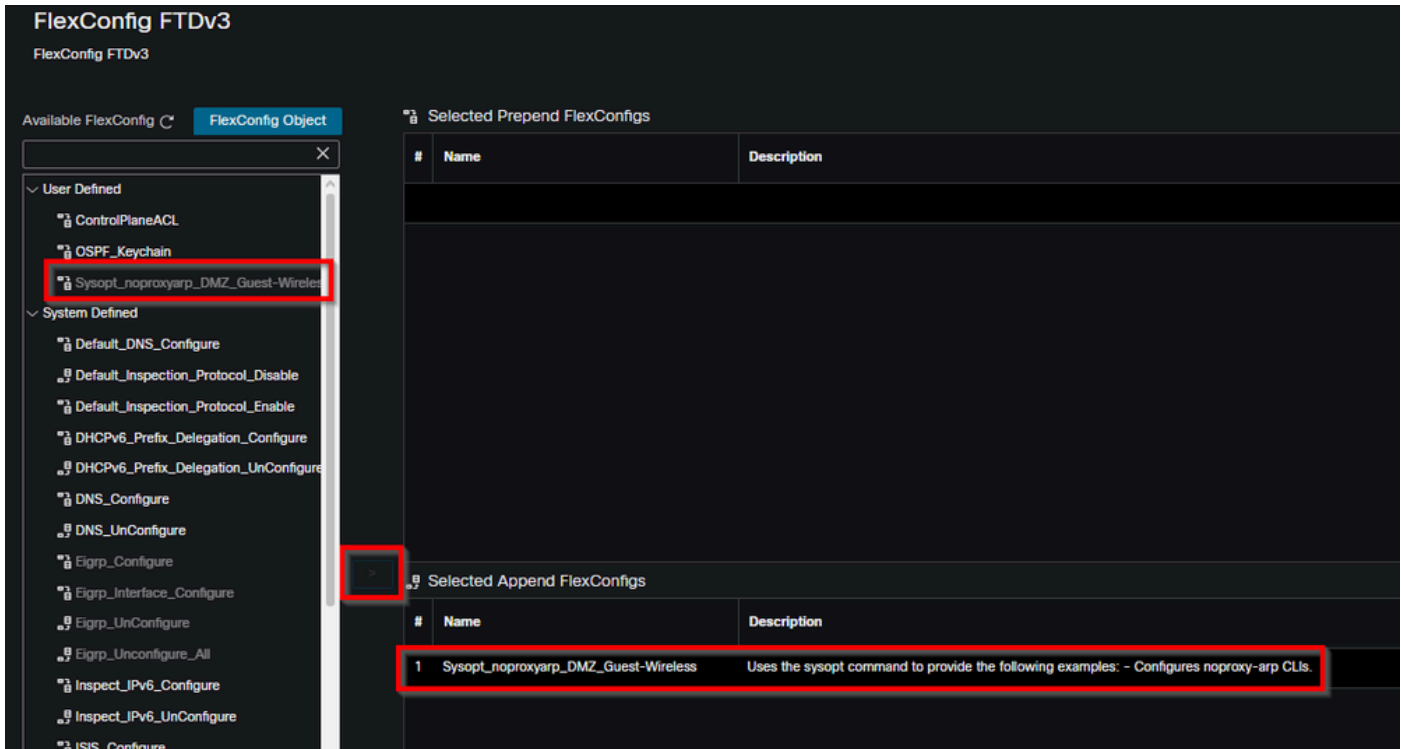 FlexConfig FTDv3
FlexConfig FTDv3
Available FlexConfig
FlexConfig Object
User Defined
ControlPlaneACL
OSPF_Keychain
Sysopt_noproxyarp_DMZ_Guest-Wireles
System Defined
Default_DNS_Configure
Default_Inspection_Protocol_Disable
Default_Inspection_Protocol_Enable
DHCPv6_Prefix_Delegation_Configure
DHCPv6_Prefix_Delegation_UnConfigure
DNS_Configure
DNS_UnConfigure
Eigrp_Configure
Eigrp_Interface_Configure
Eigrp_UnConfigure
Eigrp_Unconfigure_All
Inspect_IPv6_Configure
Inspect_IPv6_UnConfigure
ISIS_Configure
>
Selected Prepend FlexConfigs
# Name Description
Selected Append FlexConfigs
# Name Description
1 Sysopt_noproxyarp_DMZ_Guest-Wireless Uses the sysopt command to provide the following examples: - Configures noproxy-arp CLIs.